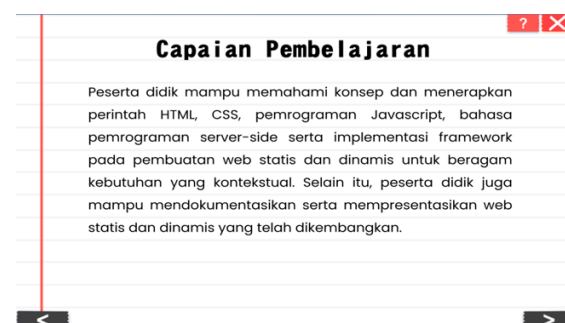 ?
Capaian Pembelajaran
Peserta didik mampu memahami konsep dan menerapkan
perintah HTML, CSS, pemrograman Javascript, bahasa
pemrograman server-side serta implementasi framework
pada pembuatan web statis dan dinamis untuk beragam
kebutuhan yang kontekstual. Selain itu, peserta didik juga
mampu mendokumentasikan serta mempresentasikan web
statis dan dinamis yang telah dikembangkan.
< >